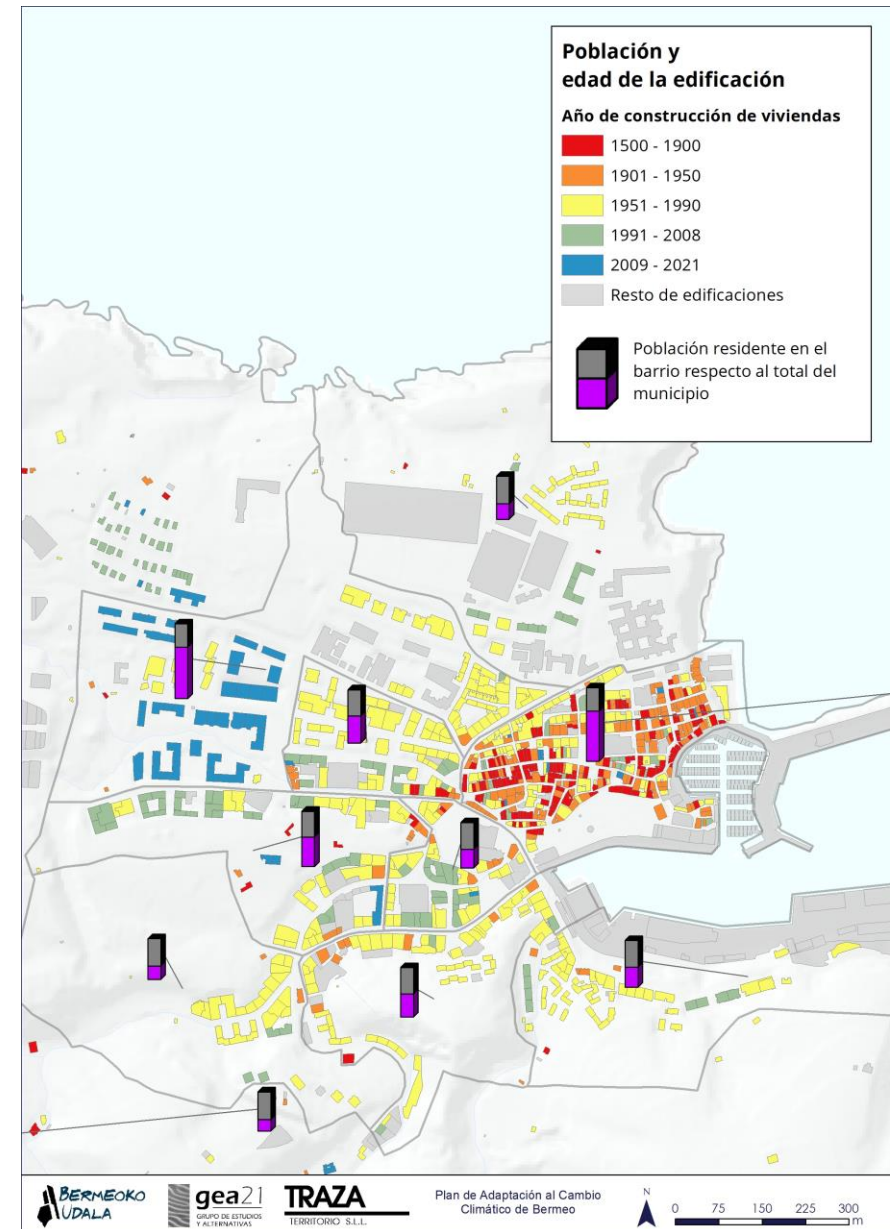 Población y
edad de la edificación
Año de construcción de viviendas
1500 - 1900
1901 - 1950
1951 - 1990
1991 - 2008
2009 - 2021
Resto de edificaciones
Población residente en el
barrio respecto al total del
municipio
BERMEOKO
UDALA
gea21
GRUPO DE ESTUDIOS
Y ALTERNATIVAS
TRAZA
TERRITORIO S.L.L.
Plan de Adaptación al Cambio
Climático de Bermeo
N
0 75 150 225 300
m